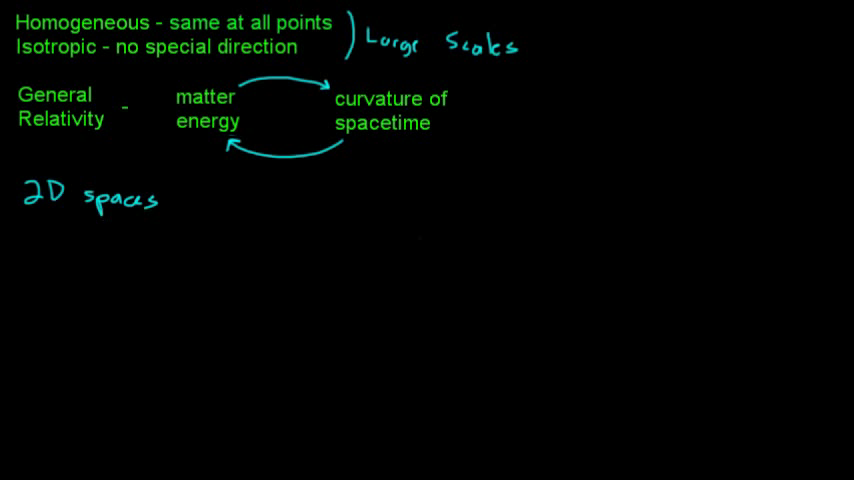 Homogeneous - same at all points
Isotropic - no special direction
Large Scales
General Relativity - matter energy curvature of spacetime
2D spaces